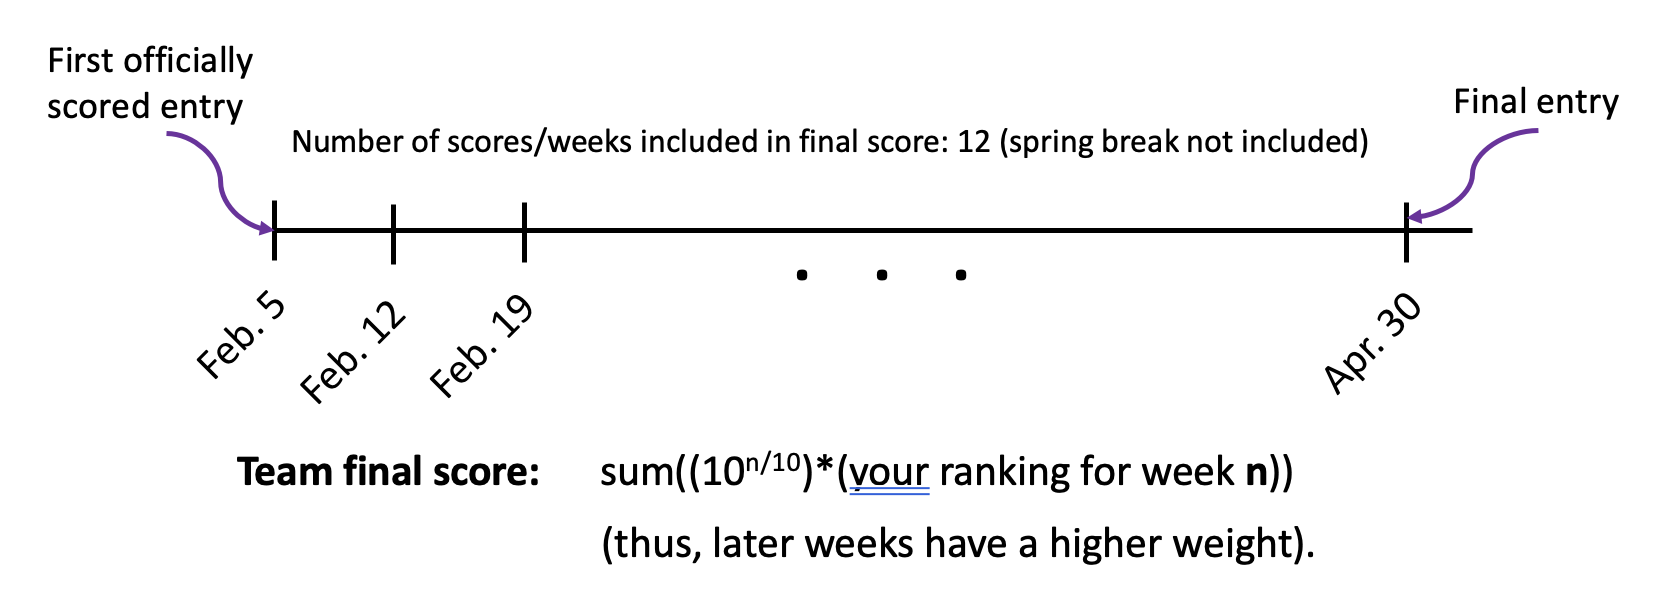 First officially
scored entry
Final entry
Number of scores/weeks included in final score: 12 (spring break not included)
Feb. 5
Feb. 12
Feb. 19
. . .
Apr. 30
Team final score: sum((10^{n/10})*(your ranking for week n))
(thus, later weeks have a higher weight).